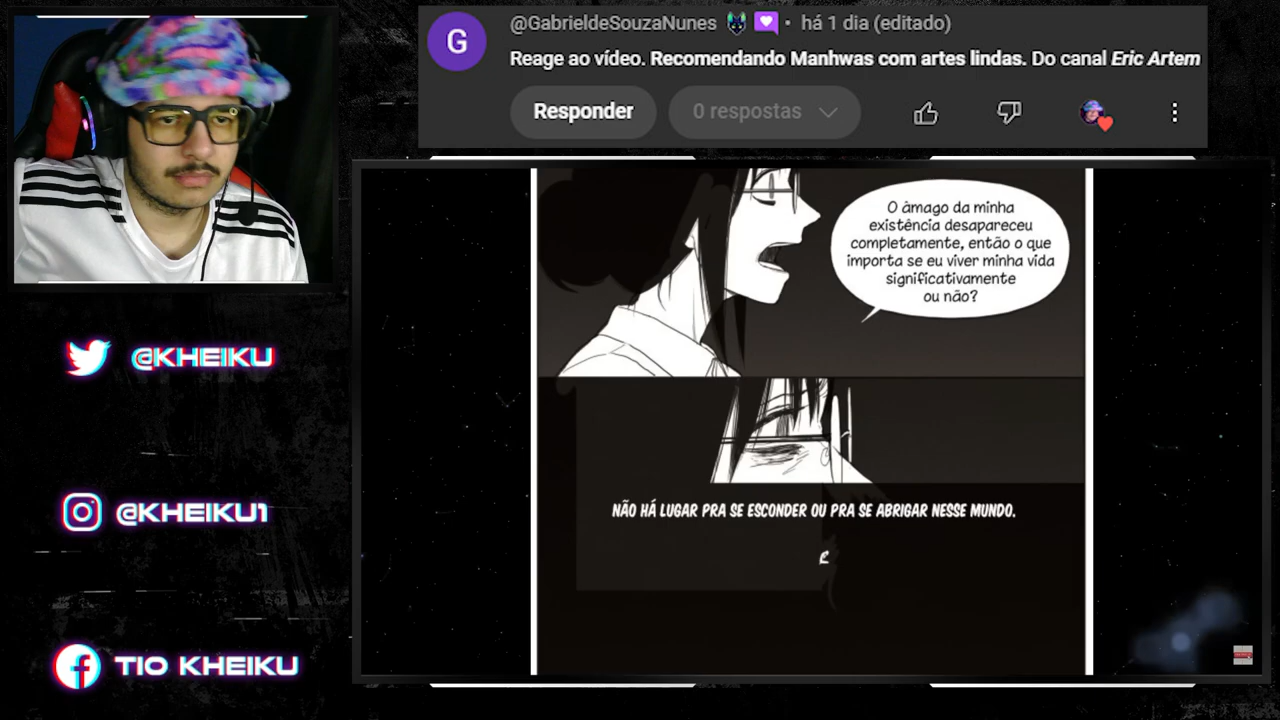 @GabrieldeSouzaNunes • há 1 dia (editado)
Reage ao vídeo. Recomendando Manhwas com artes lindas. Do canal Eric Artem
Responder
0 respostas
O âmago da minha
existência desapareceu
completamente, então o que
importa se eu viver minha vida
significativamente
ou não?
NÃO HÁ LUGAR PRA SE ESCONDER OU PRA SE ABRIGAR NESSE MUNDO.
@KHEIKU
@KHEIKU1
TIO KHEIKU
G